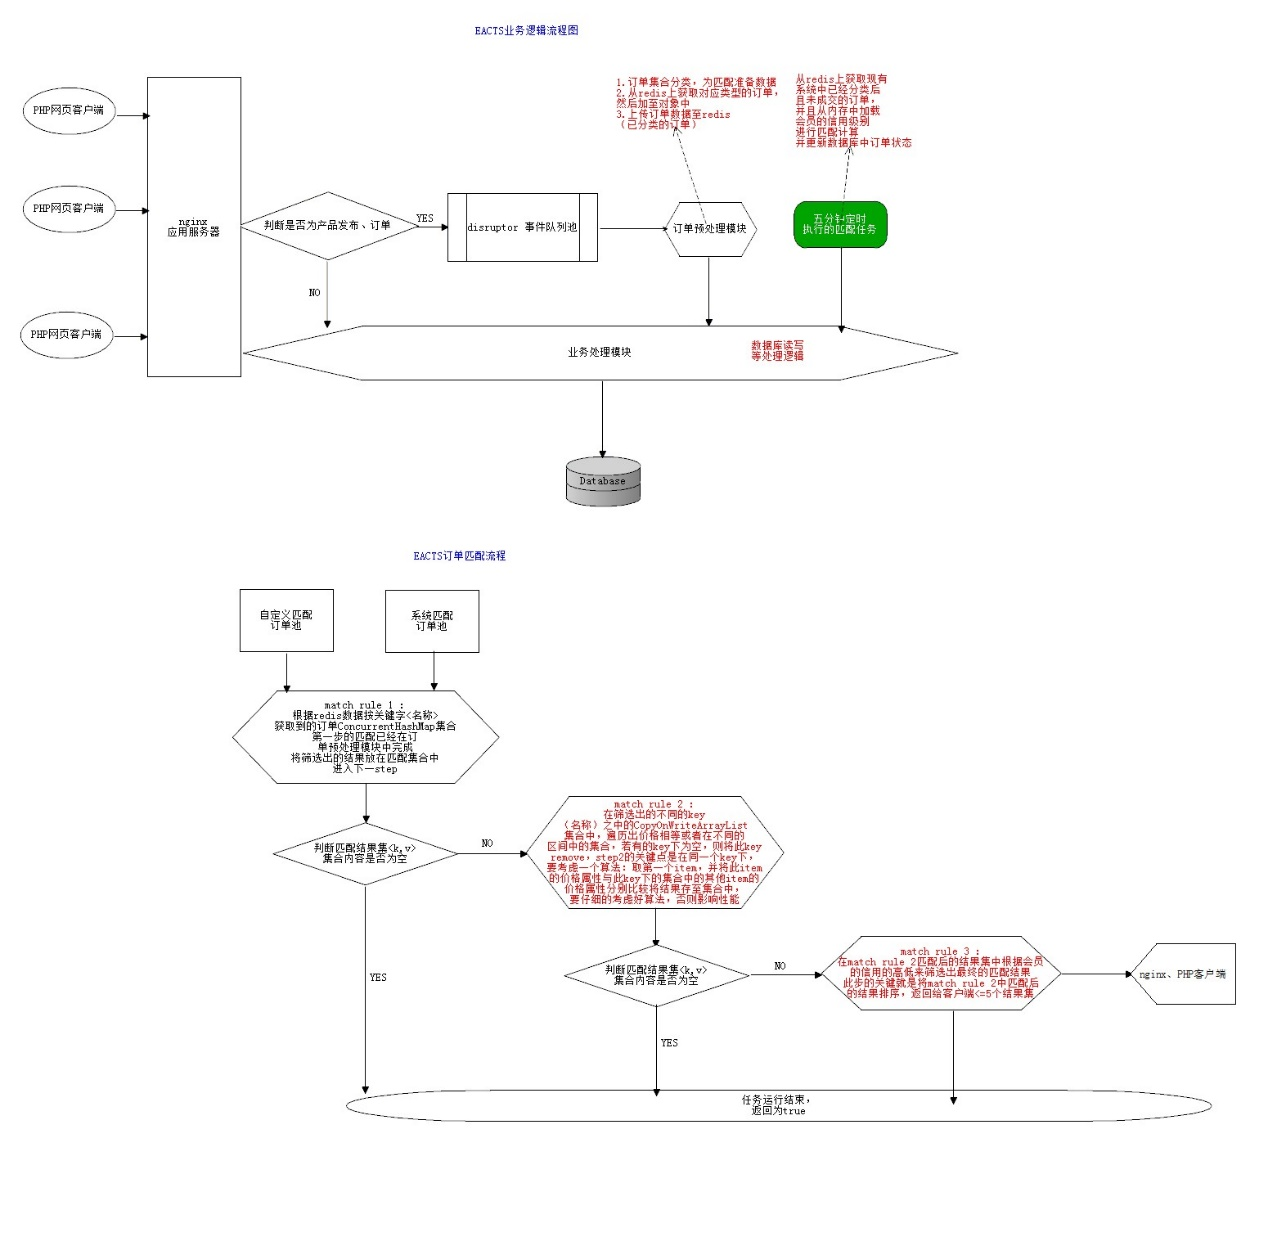 EACTS业务逻辑流程图
1.订单集合分类，为匹配准备数据
2.从redis上获取对应类型的订单，
然后加至对象中
3.上传订单数据至redis
（已分类的订单）
从redis上获取现有
系统中已经分类后
且未成交的订单，
并且从内存中加载
会员的信用级别
进行匹配计算
并更新数据库中订单状态
PHP网页客户端
PHP网页客户端
PHP网页客户端
nginx
应用服务器
判断是否为产品发布、订单
YES
NO
disruptor 事件队列池
订单预处理模块
五分钟定时
执行的匹配任务
业务处理模块
数据库读写
等处理逻辑
Database
EACTS订单匹配流程
自定义匹配
订单池
系统匹配
订单池
match rule 1 :
根据redis数据按关键字<名称>
获取到的订单ConcurrentHashMap集合
第一步的匹配已经在订
单预处理模块中完成
将筛选出的结果放在匹配集合中
进入下一step
判断匹配结果集<k,v>
集合内容是否为空
NO
YES
match rule 2 :
在筛选出的不同的key
（名称）之中的CopyOnWriteArrayList
集合中，遍历出价格相等或者在不同的
区间中的集合，若有的key下为空，则将此key
remove，step2的关键点是在同一个key下，
要考虑一个算法：取第一个item，并将此item
的价格属性与此key下的集合中的其他item的
价格属性分别比较将结果存至集合中，
要仔细的考虑好算法，否则影响性能
判断匹配结果集<k,v>
集合内容是否为空
NO
YES
match rule 3 :
在match rule 2匹配后的结果集中根据会员
的信用的高低来筛选出最终的匹配结果
此步的关键就是将match rule 2中匹配后
的结果排序，返回给客户端<=5个结果集
nginx、PHP客户端
任务运行结束，
返回为true